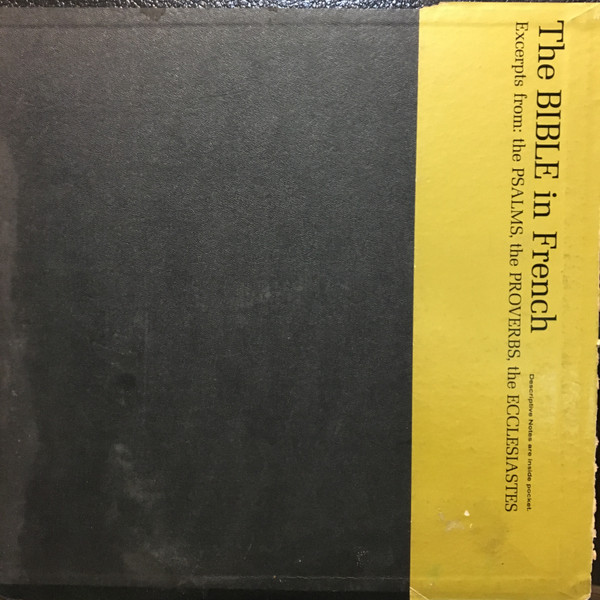 The BIBLE in French
Excerpts from: the PSALMS, the PROVERBS, the ECCLESIASTES
Descriptive Notes are inside pocket.